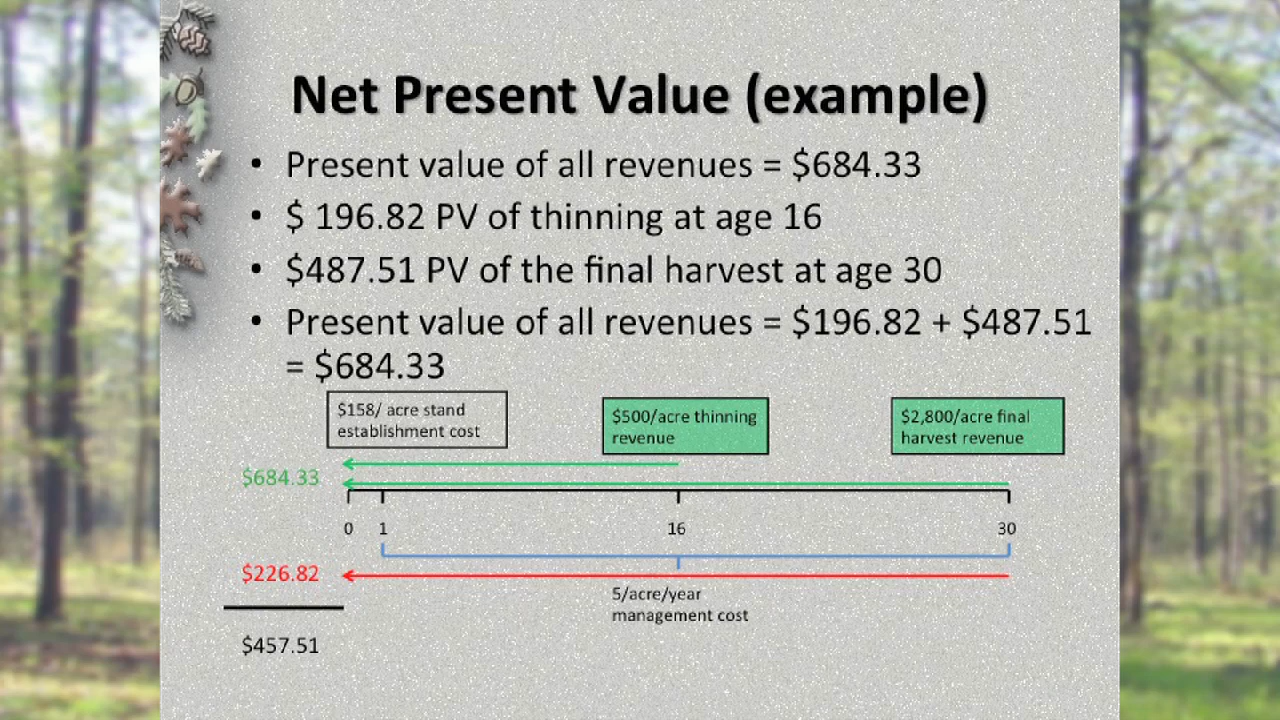 Net Present Value (example)
• Present value of all revenues = $684.33
• $ 196.82 PV of thinning at age 16
• $487.51 PV of the final harvest at age 30
• Present value of all revenues = $196.82 + $487.51
= $684.33
$158/ acre stand
establishment cost
$500/acre thinning
revenue
$2,800/acre final
harvest revenue
$684.33
0 1 16 30
$226.82
5/acre/year
management cost
$457.51